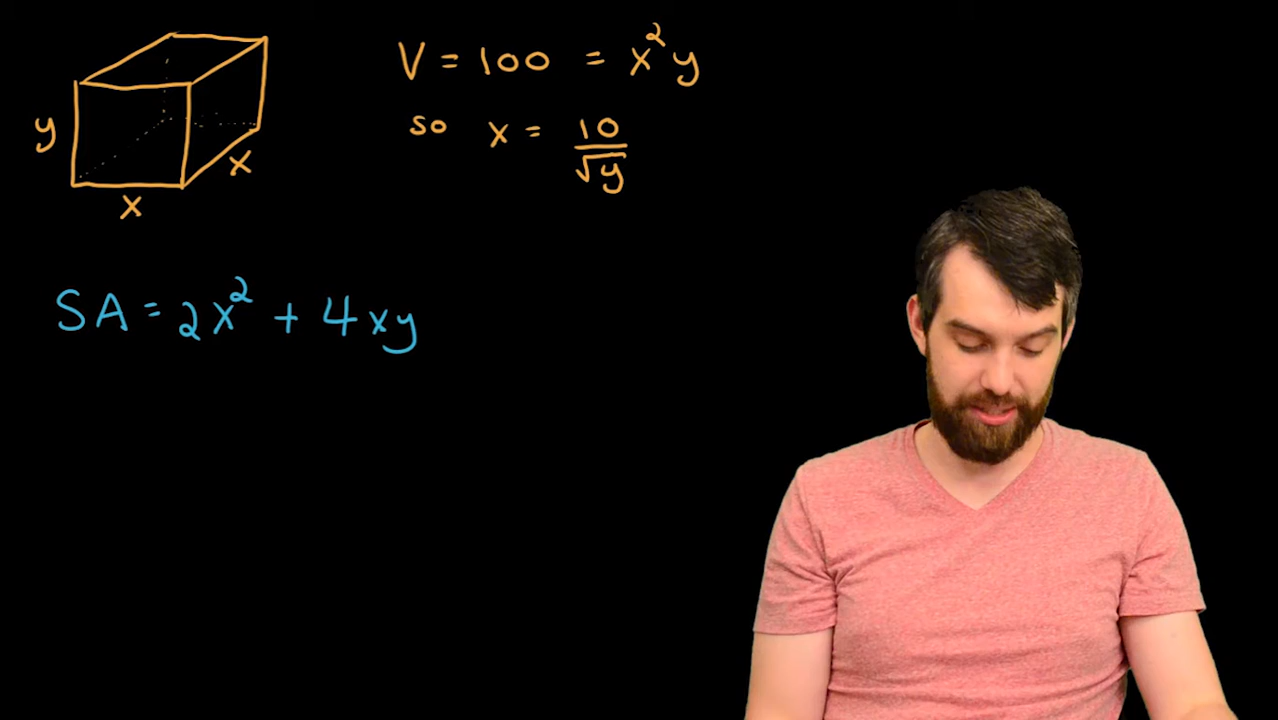 V = 100 = x²y
y
so x = 10/√y
x
x
SA = 2x² + 4xy